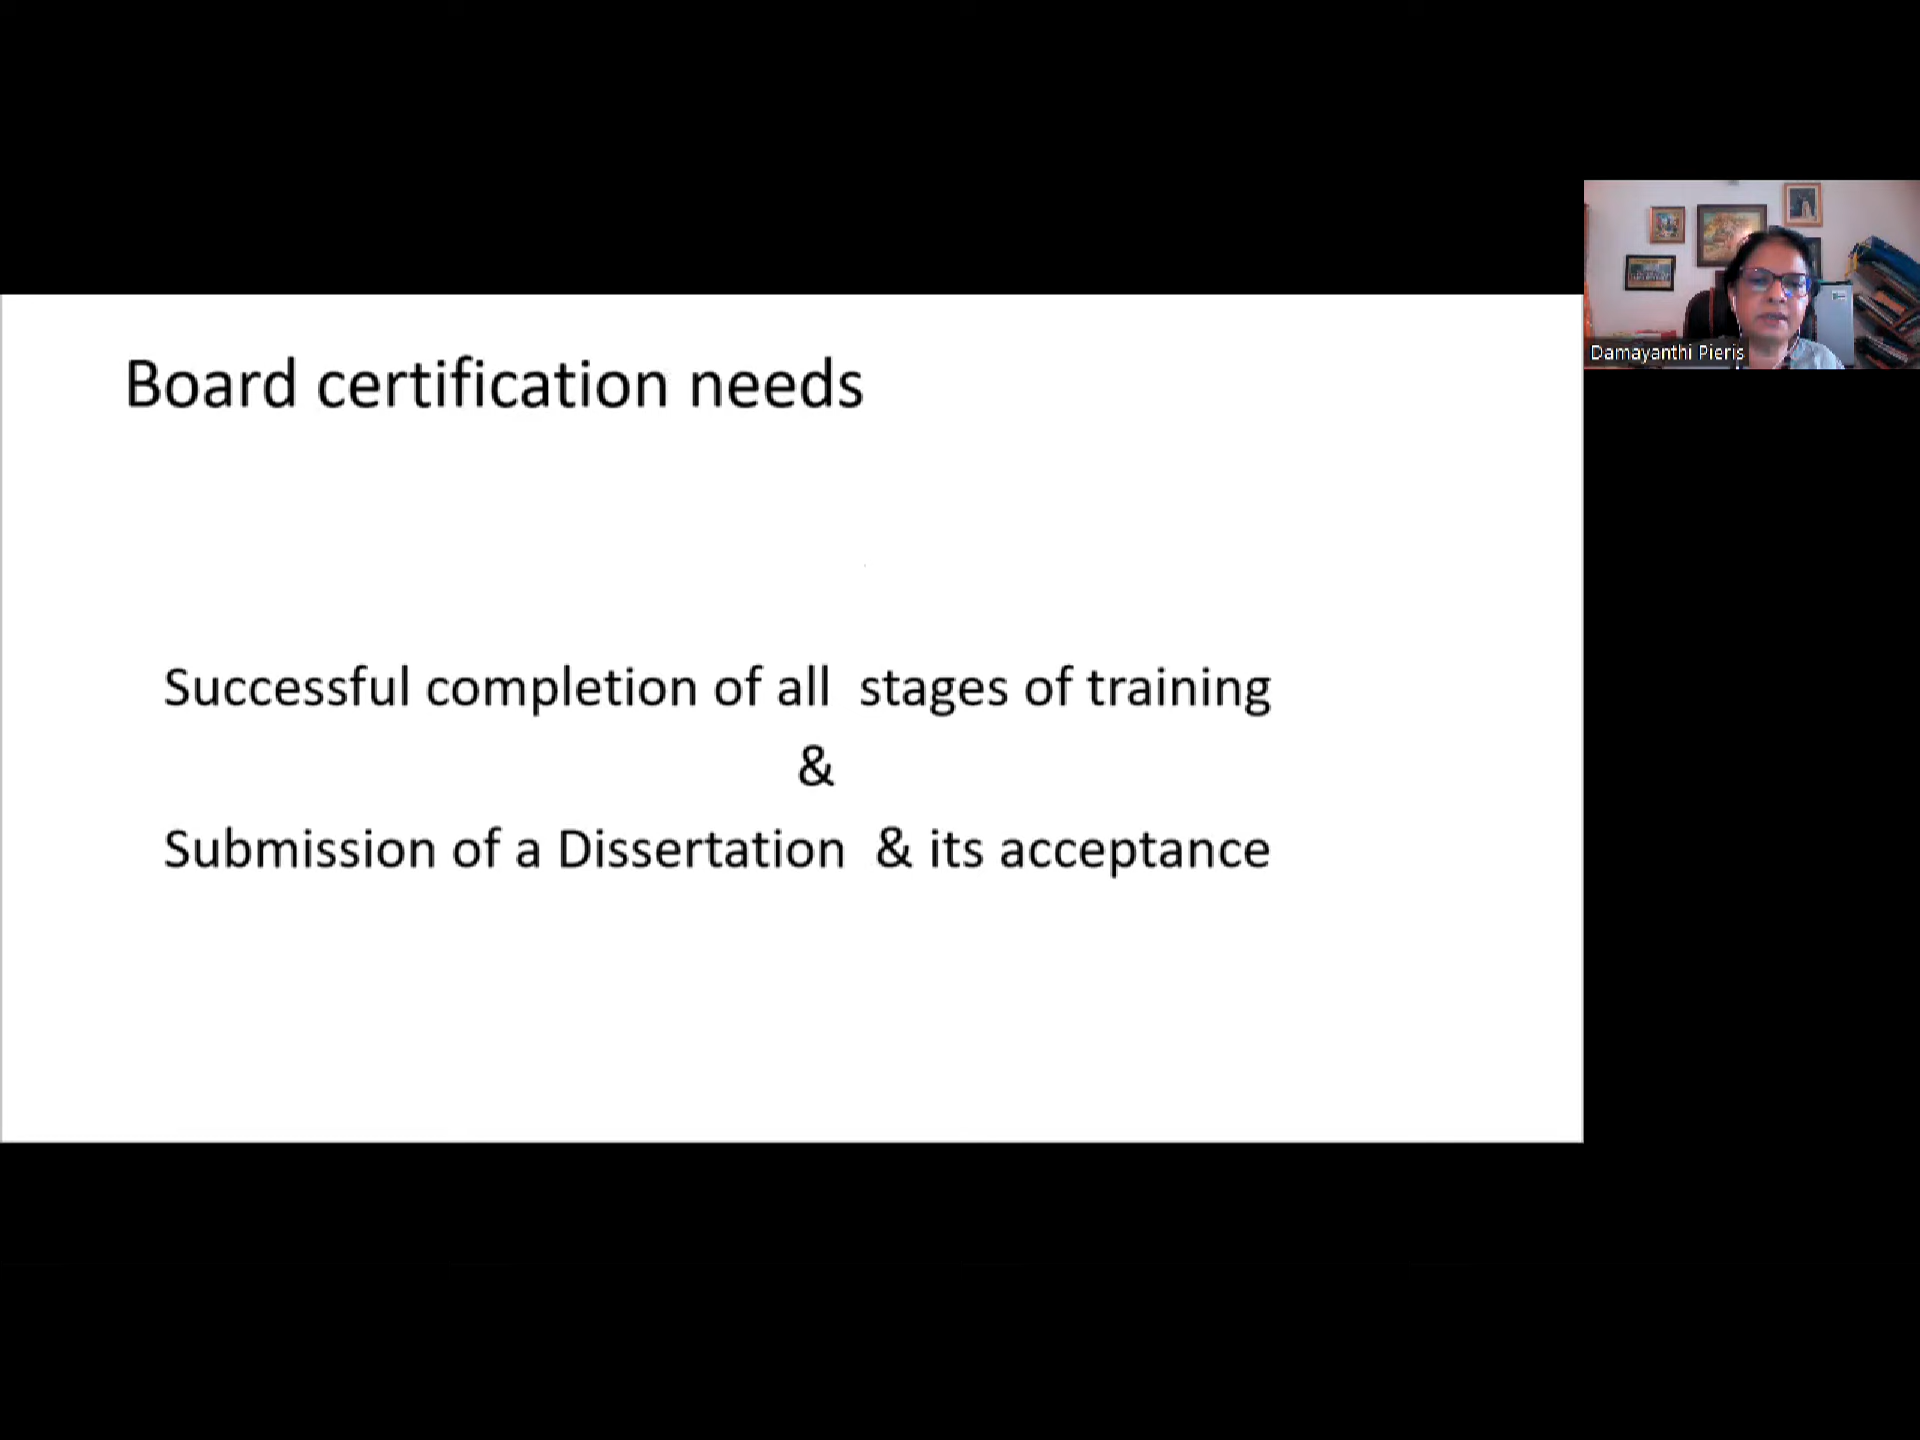 Board certification needs
Successful completion of all stages of training
&
Submission of a Dissertation & its acceptance
Damayanthi Pieris